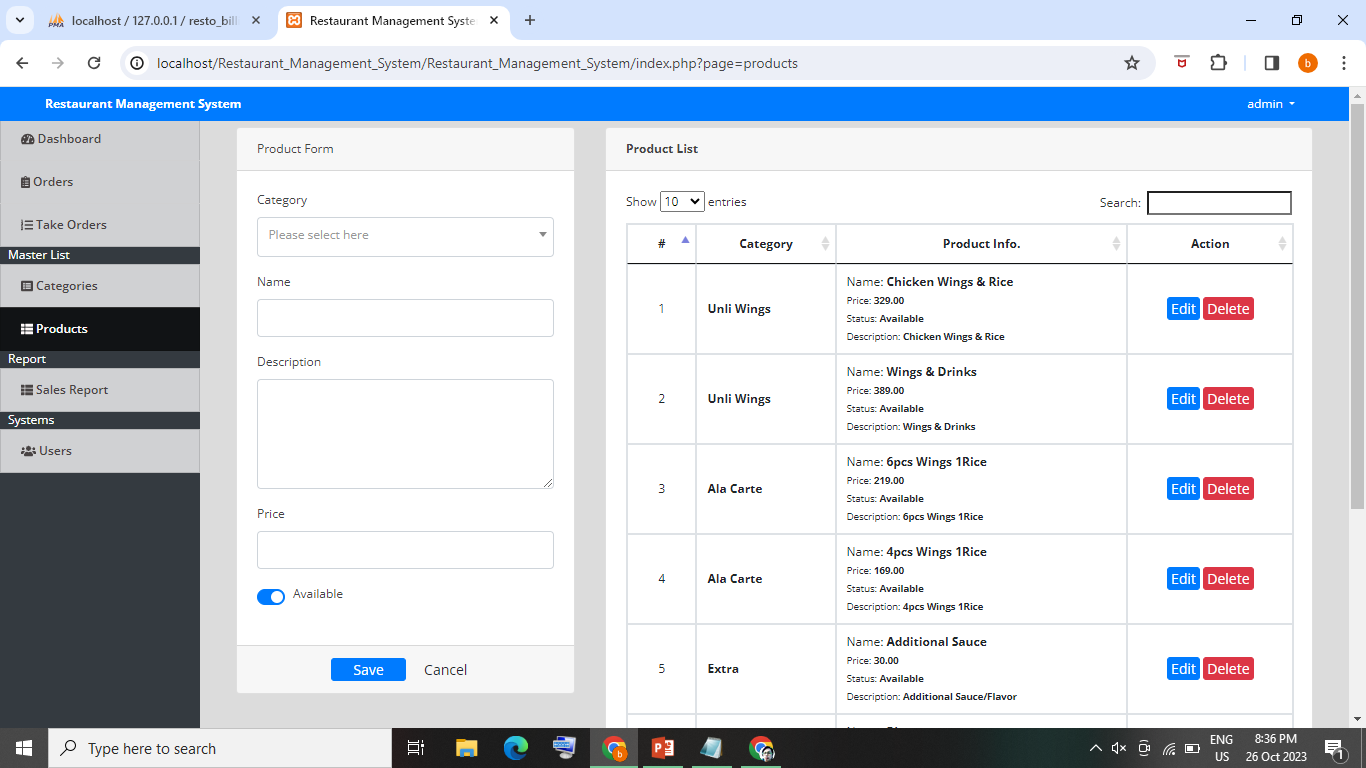 localhost / 127.0.0.1 / resto_bill
Restaurant Management Syste
localhost/Restaurant_Management_System/Restaurant_Management_System/index.php?page=products
b
Restaurant Management System
admin
Dashboard
Orders
Take Orders
Master List
Categories
Products
Report
Sales Report
Systems
Users
Product Form
Category
Please select here
Name
Description
Price
Available
Save Cancel
Product List
Show 10 entries
Search:
# Category Product Info. Action
1 Unli Wings
Name: Chicken Wings & Rice
Price: 329.00
Status: Available
Description: Chicken Wings & Rice
Edit Delete
2 Unli Wings
Name: Wings & Drinks
Price: 389.00
Status: Available
Description: Wings & Drinks
Edit Delete
3 Ala Carte
Name: 6pcs Wings 1Rice
Price: 219.00
Status: Available
Description: 6pcs Wings 1Rice
Edit Delete
4 Ala Carte
Name: 4pcs Wings 1Rice
Price: 169.00
Status: Available
Description: 4pcs Wings 1Rice
Edit Delete
5 Extra
Name: Additional Sauce
Price: 30.00
Status: Available
Description: Additional Sauce/Flavor
Edit Delete
Type here to search
ENG
US
8:36 PM
26 Oct 2023
1